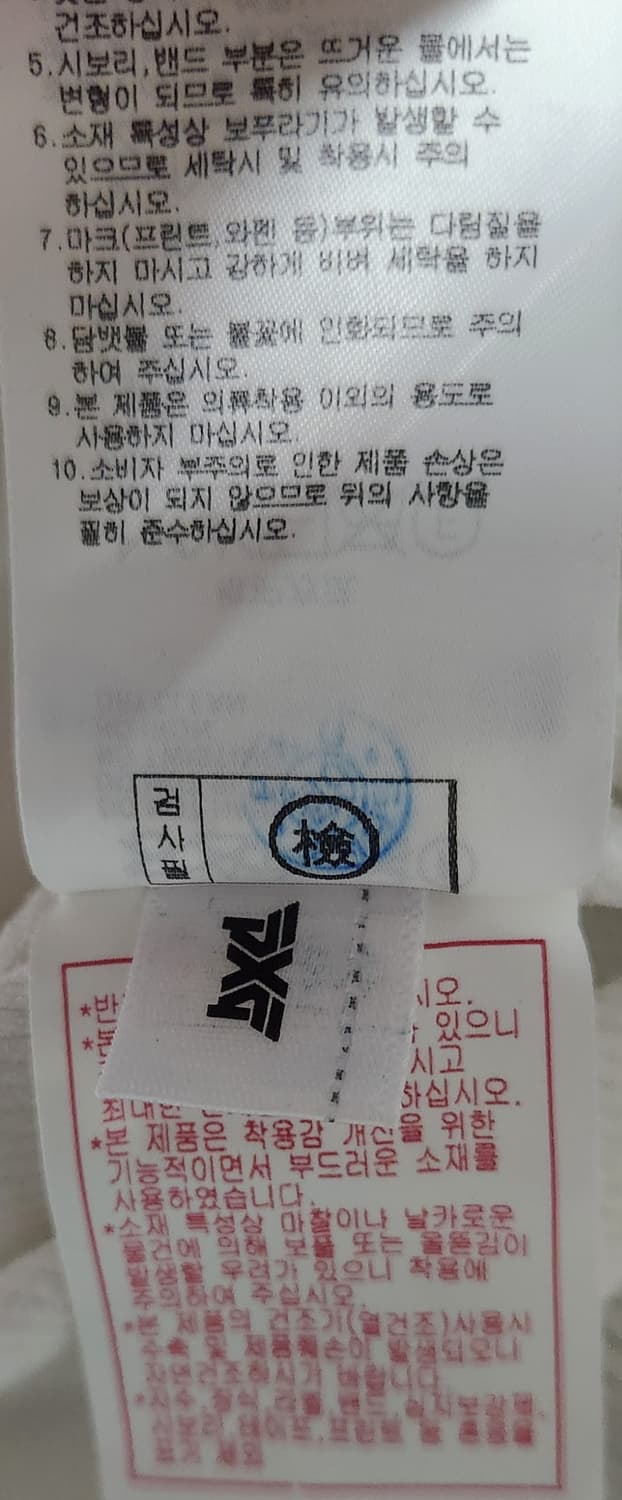 건조하십시오.
5.시보리,밴드 부분은 뜨거운 물에서는
변형이 되므로 특히 유의하십시오.
6.소재 특성상 보푸라기가 발생할 수
있으므로 세탁시 및 착용시 주의
하십시오.
7.마크(프린트,와펜 등)부위는 다림질을
하지 마시고 강하게 비벼 세탁을 하지
마십시오.
8.담뱃불 또는 불꽃에 인화되므로 주의
하여 주십시오.
9.본 제품은 의류착용 이외의 용도로
사용하지 마십시오.
10.소비자 부주의로 인한 제품 손상은
보상이 되지 않으므로 위의 사항을
필히 준수하십시오.
검사필
檢
PXG
*반 시오.
*본 있으니
시고
하십시오.
*본 제품은 착용감 개선을 위한
기능적이면서 부드러운 소재를
사용하였습니다.
*소재 특성상 마찰이나 날카로운
물건에 의해 보풀 또는 올뜯김이
발생할 우려가 있으니 착용에
주의하여 주십시오.
*본 제품의 건조기(열건조)사용시
수축 및 제품훼손이 발생되오니
자연건조하시기 바랍니다.